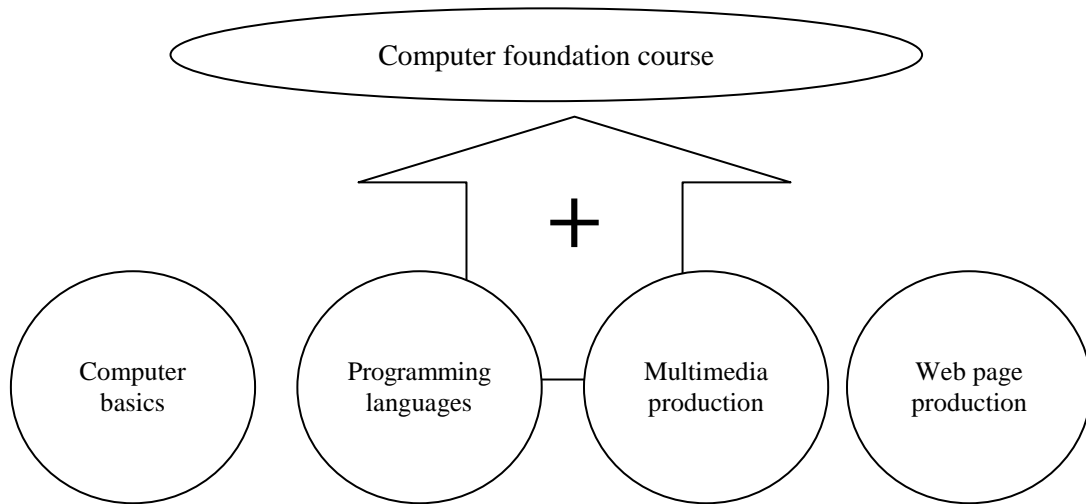 Computer foundation course
+
Computer
basics
Programming
languages
Multimedia
production
Web page
production